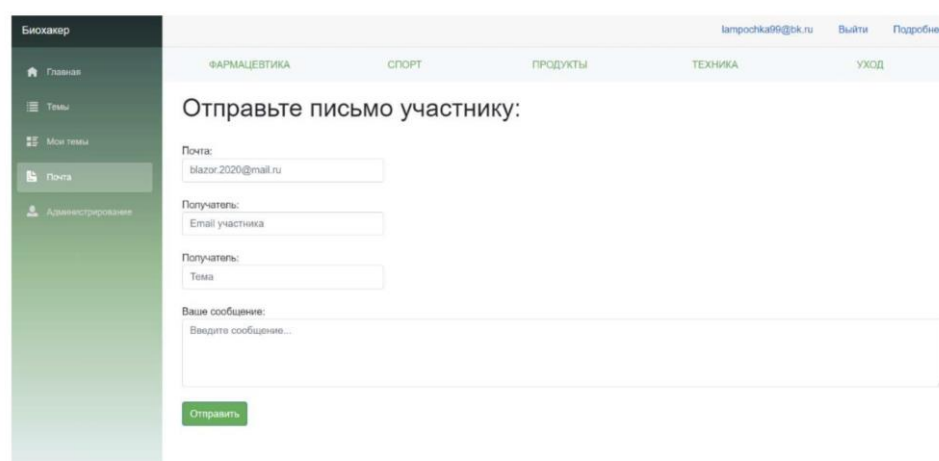 Биохакер
lampochka99@bk.ru Выйти Подробне
Главная
Темы
Мои темы
Почта
Администрирование
ФАРМАЦЕВТИКА СПОРТ ПРОДУКТЫ ТЕХНИКА УХОД
Отправьте письмо участнику:
Почта:
blazor.2020@mail.ru
Получатель:
Email участника
Получатель:
Тема
Ваше сообщение:
Введите сообщение...
Отправить